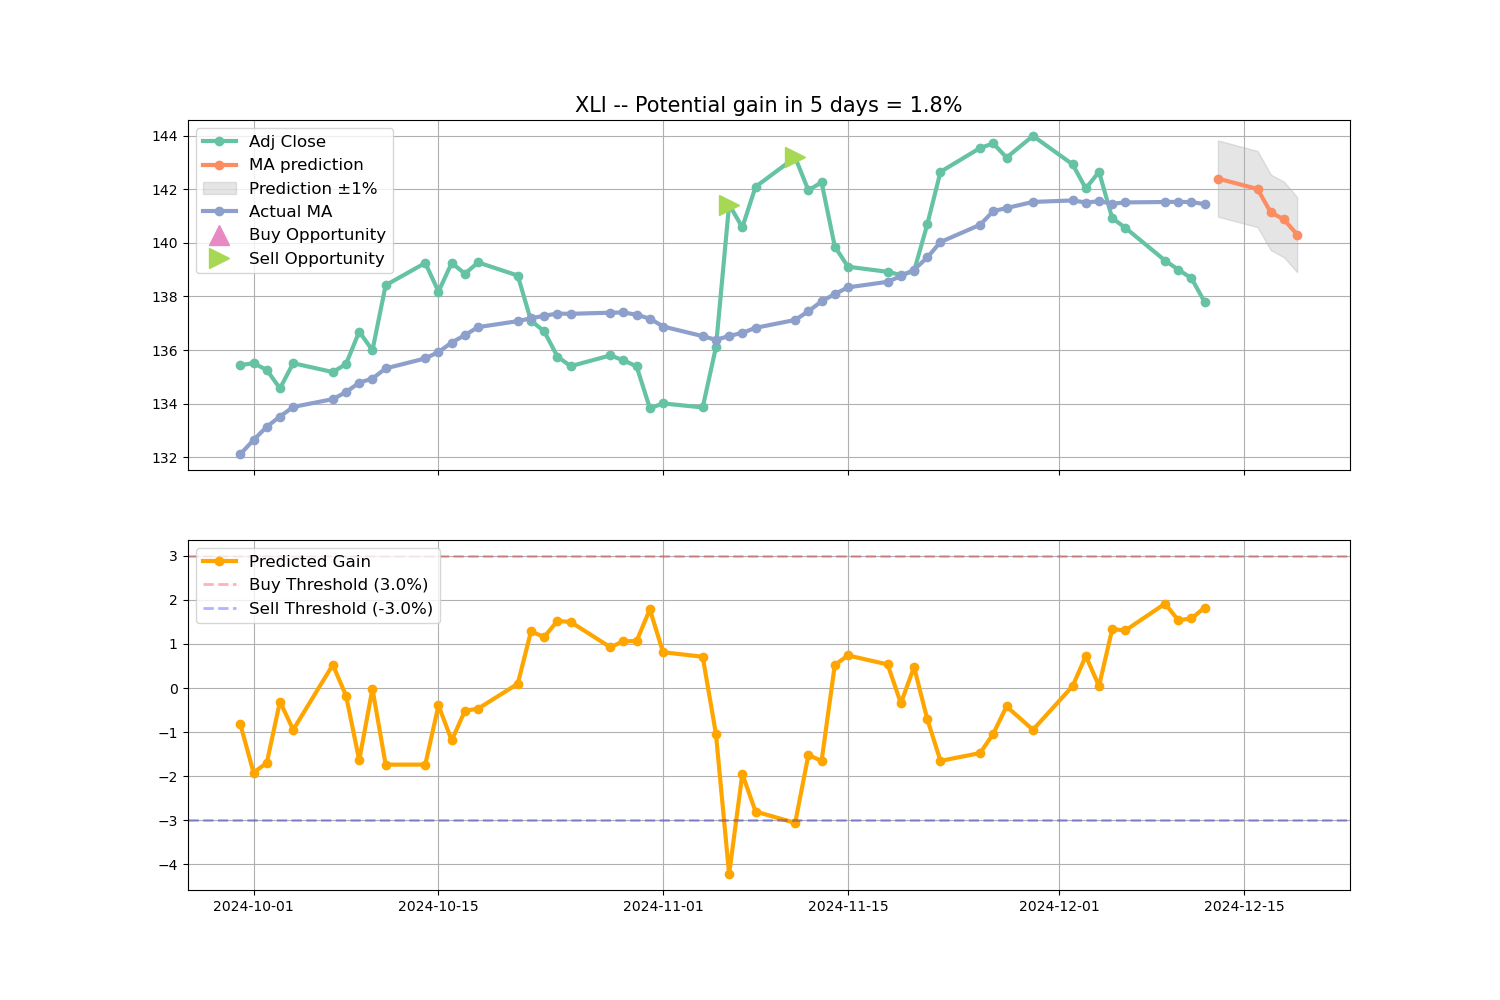 XLI -- Potential gain in 5 days = 1.8%
144
142
140
138
136
134
132
Adj Close
MA prediction
Prediction ±1%
Actual MA
Buy Opportunity
Sell Opportunity
3
2
1
0
−1
−2
−3
−4
Predicted Gain
Buy Threshold (3.0%)
Sell Threshold (-3.0%)
2024-10-01 2024-10-15 2024-11-01 2024-11-15 2024-12-01 2024-12-15